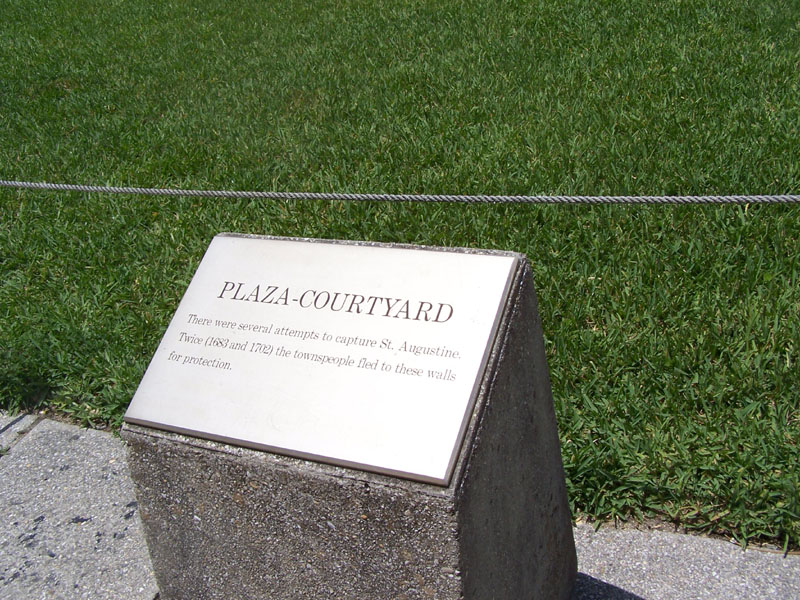 PLAZA-COURTYARD
There were several attempts to capture St. Augustine.
Twice (1683 and 1702) the townspeople fled to these walls
for protection.